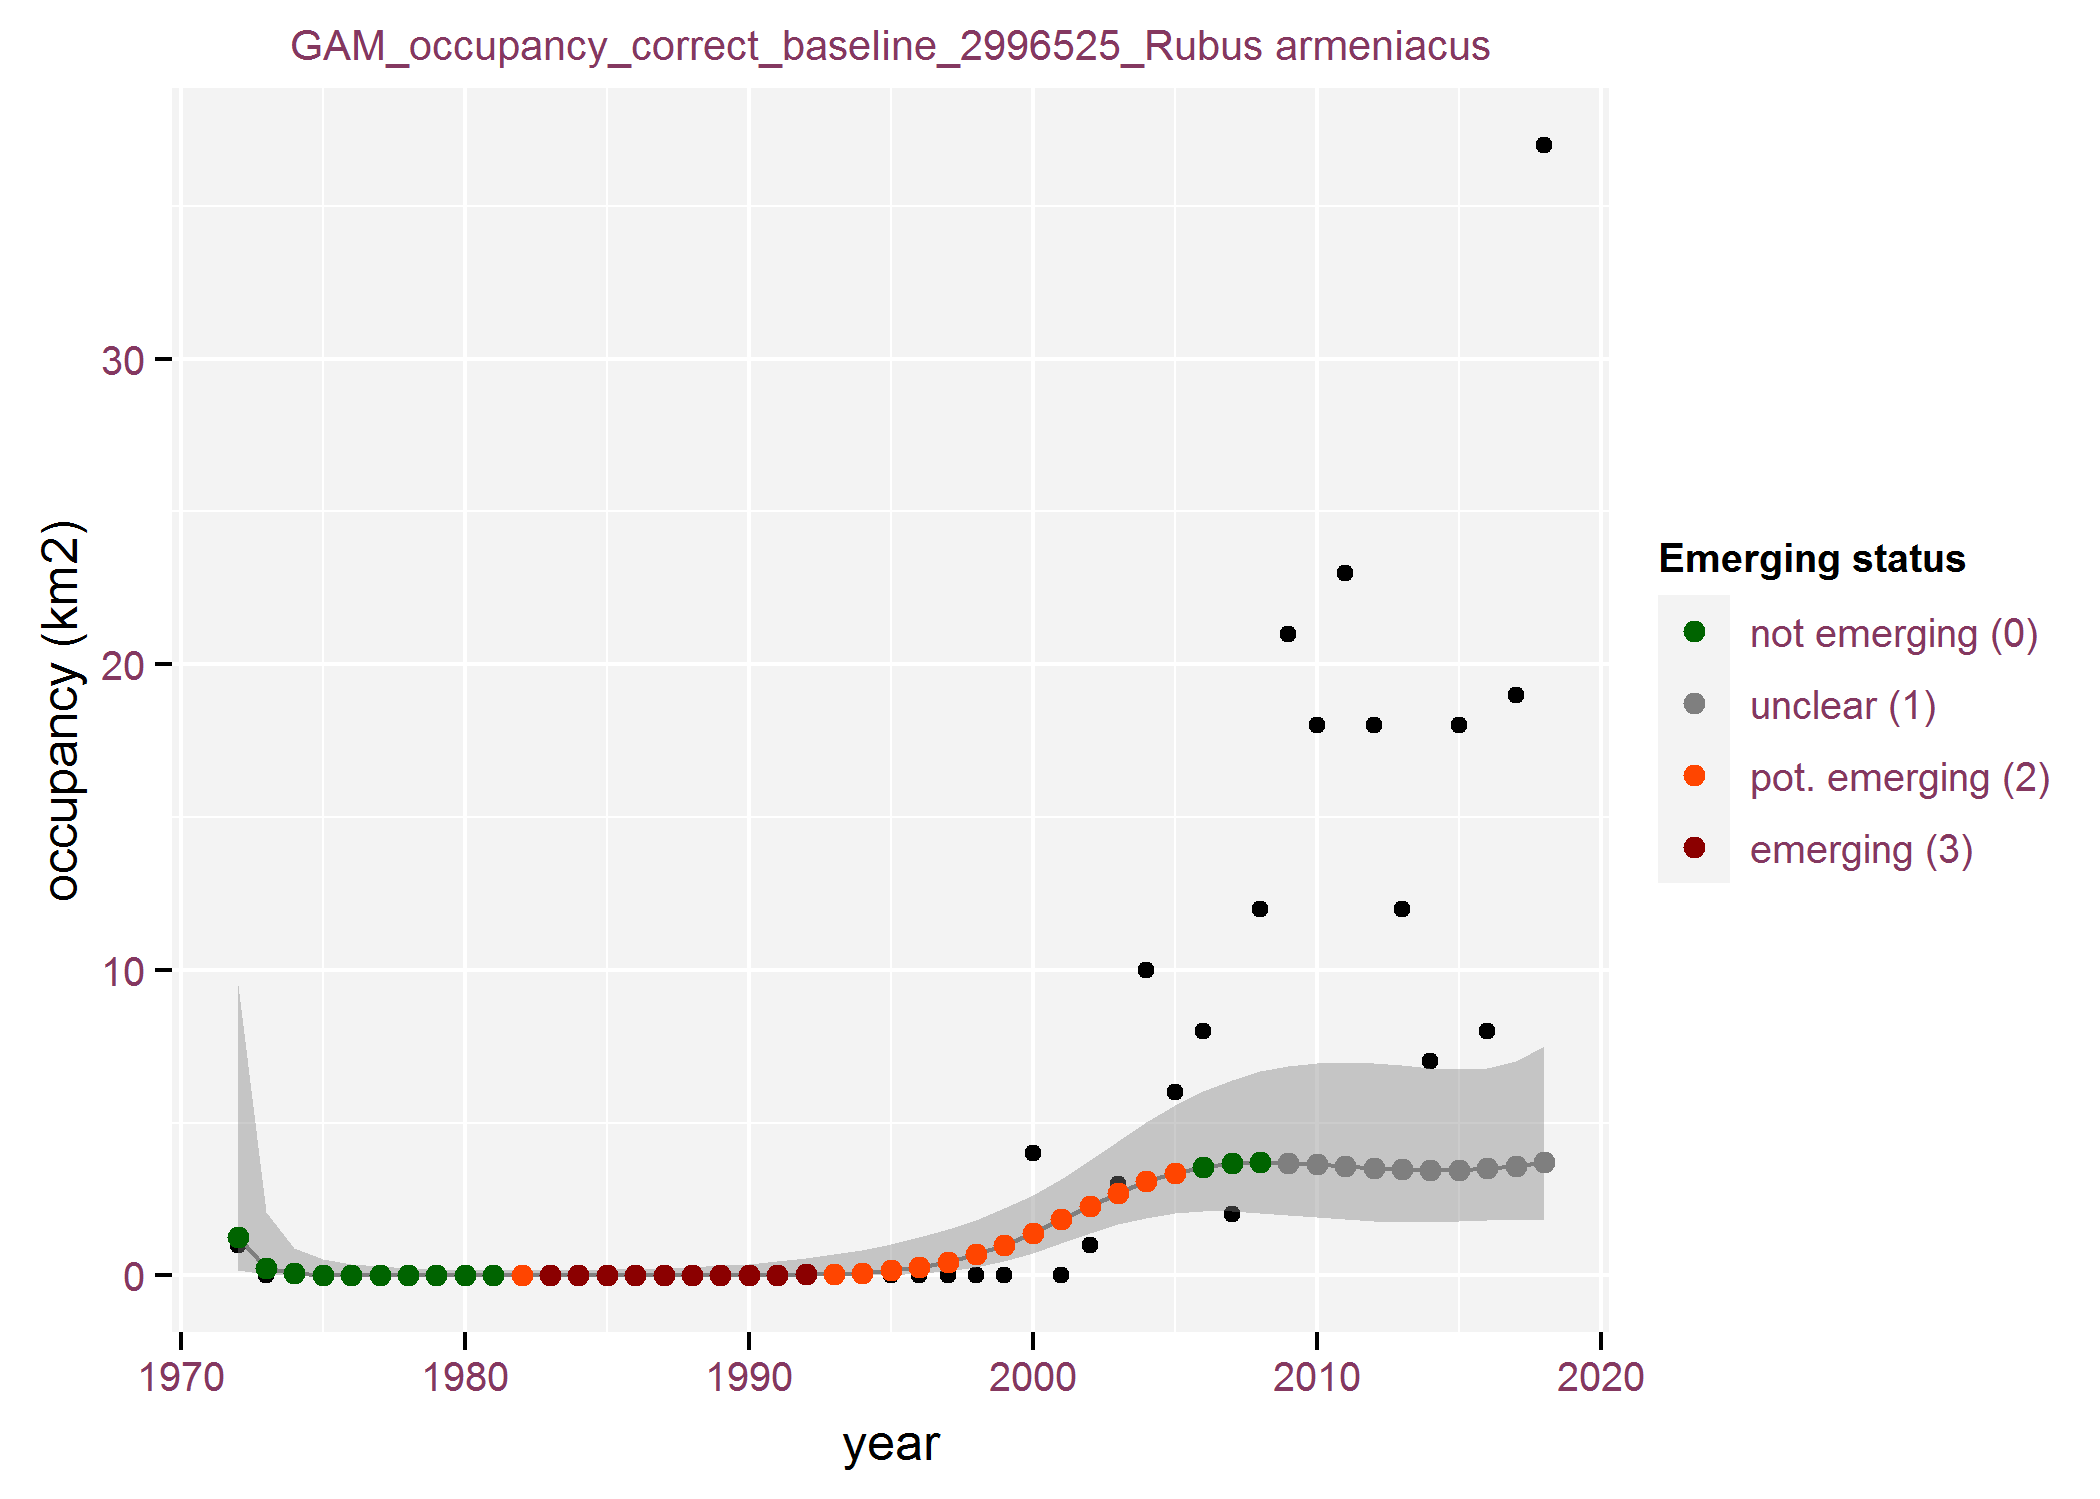 GAM_occupancy_correct_baseline_2996525_Rubus armeniacus
occupancy (km2)
30
20
10
0
1970 1980 1990 2000 2010 2020
year
Emerging status
not emerging (0)
unclear (1)
pot. emerging (2)
emerging (3)